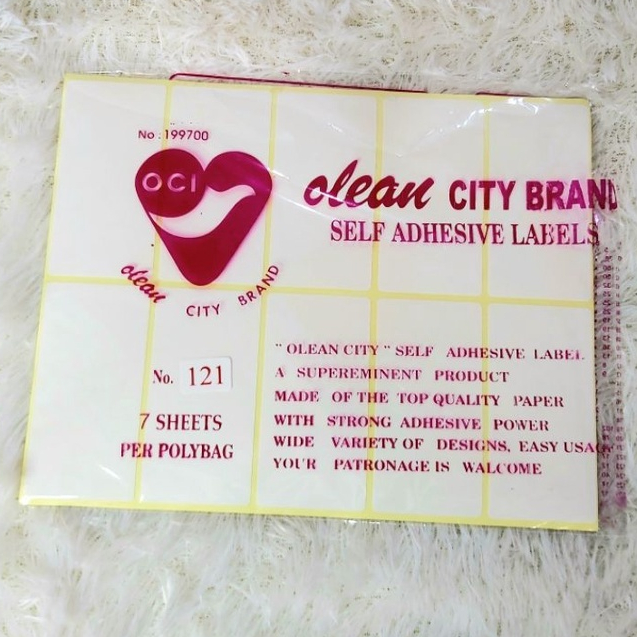 No : 199700
OCI
olean CITY BRAND
olean CITY BRAND
SELF ADHESIVE LABELS
" OLEAN CITY " SELF ADHESIVE LABEL
A SUPEREMINENT PRODUCT
MADE OF THE TOP QUALITY PAPER
WITH STRONG ADHESIVE POWER
WIDE VARIETY OF DESIGNS, EASY USAGE
YOUR PATRONAGE IS WALCOME
No. 121
7 SHEETS
PER POLYBAG